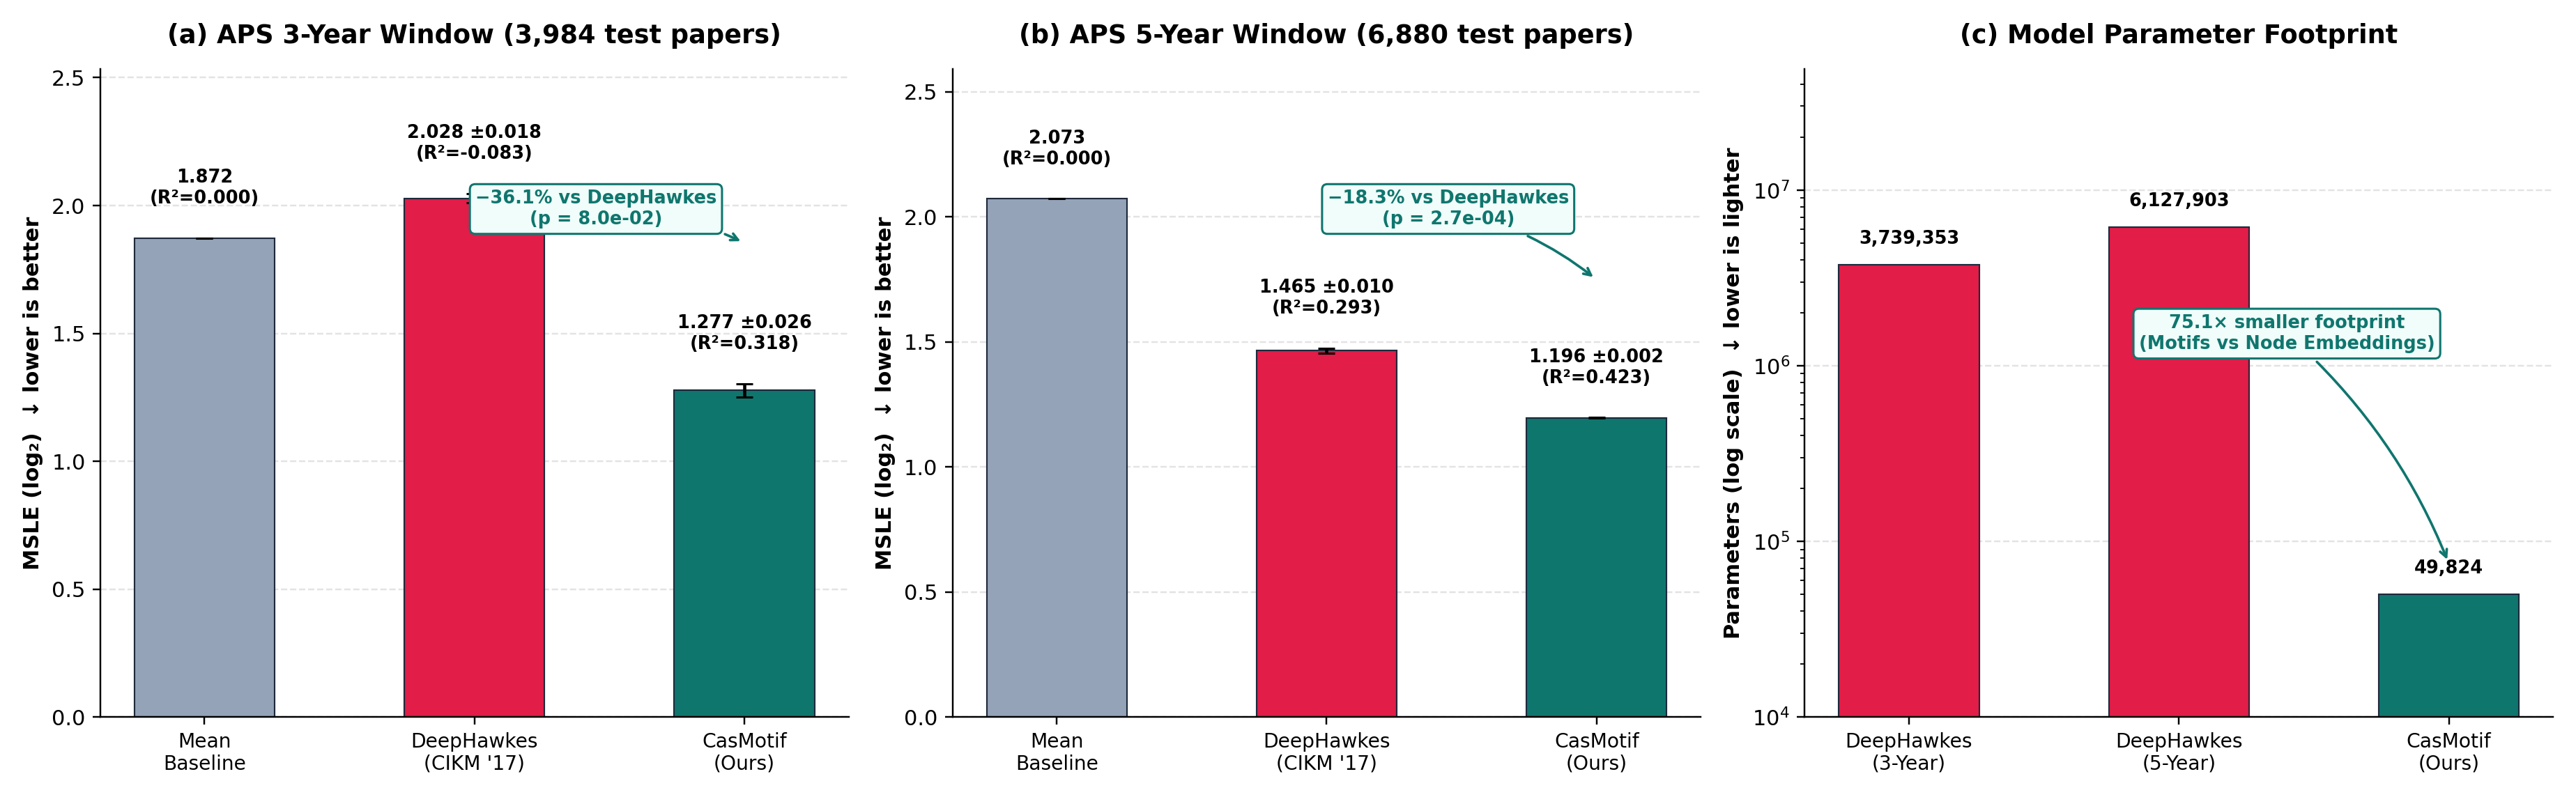 (a) APS 3-Year Window (3,984 test papers)
MSLE (log₂) ↓ lower is better
2.5
2.0
1.5
1.0
0.5
0.0
1.872
(R²=0.000)
2.028 ±0.018
(R²=-0.083)
−36.1% vs DeepHawkes
(p = 8.0e-02)
1.277 ±0.026
(R²=0.318)
Mean
Baseline
DeepHawkes
(CIKM '17)
CasMotif
(Ours)
(b) APS 5-Year Window (6,880 test papers)
MSLE (log₂) ↓ lower is better
2.5
2.0
1.5
1.0
0.5
0.0
2.073
(R²=0.000)
−18.3% vs DeepHawkes
(p = 2.7e-04)
1.465 ±0.010
(R²=0.293)
1.196 ±0.002
(R²=0.423)
Mean
Baseline
DeepHawkes
(CIKM '17)
CasMotif
(Ours)
(c) Model Parameter Footprint
Parameters (log scale) ↓ lower is lighter
10⁷
10⁶
10⁵
10⁴
3,739,353
6,127,903
75.1× smaller footprint
(Motifs vs Node Embeddings)
49,824
DeepHawkes
(3-Year)
DeepHawkes
(5-Year)
CasMotif
(Ours)